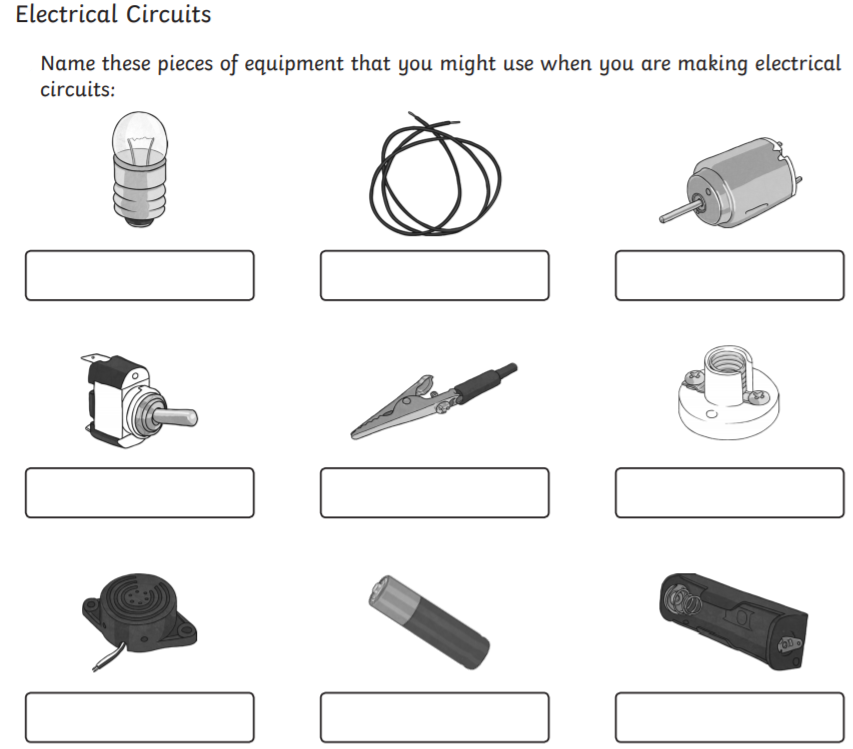 Electrical Circuits
Name these pieces of equipment that you might use when you are making electrical
circuits: